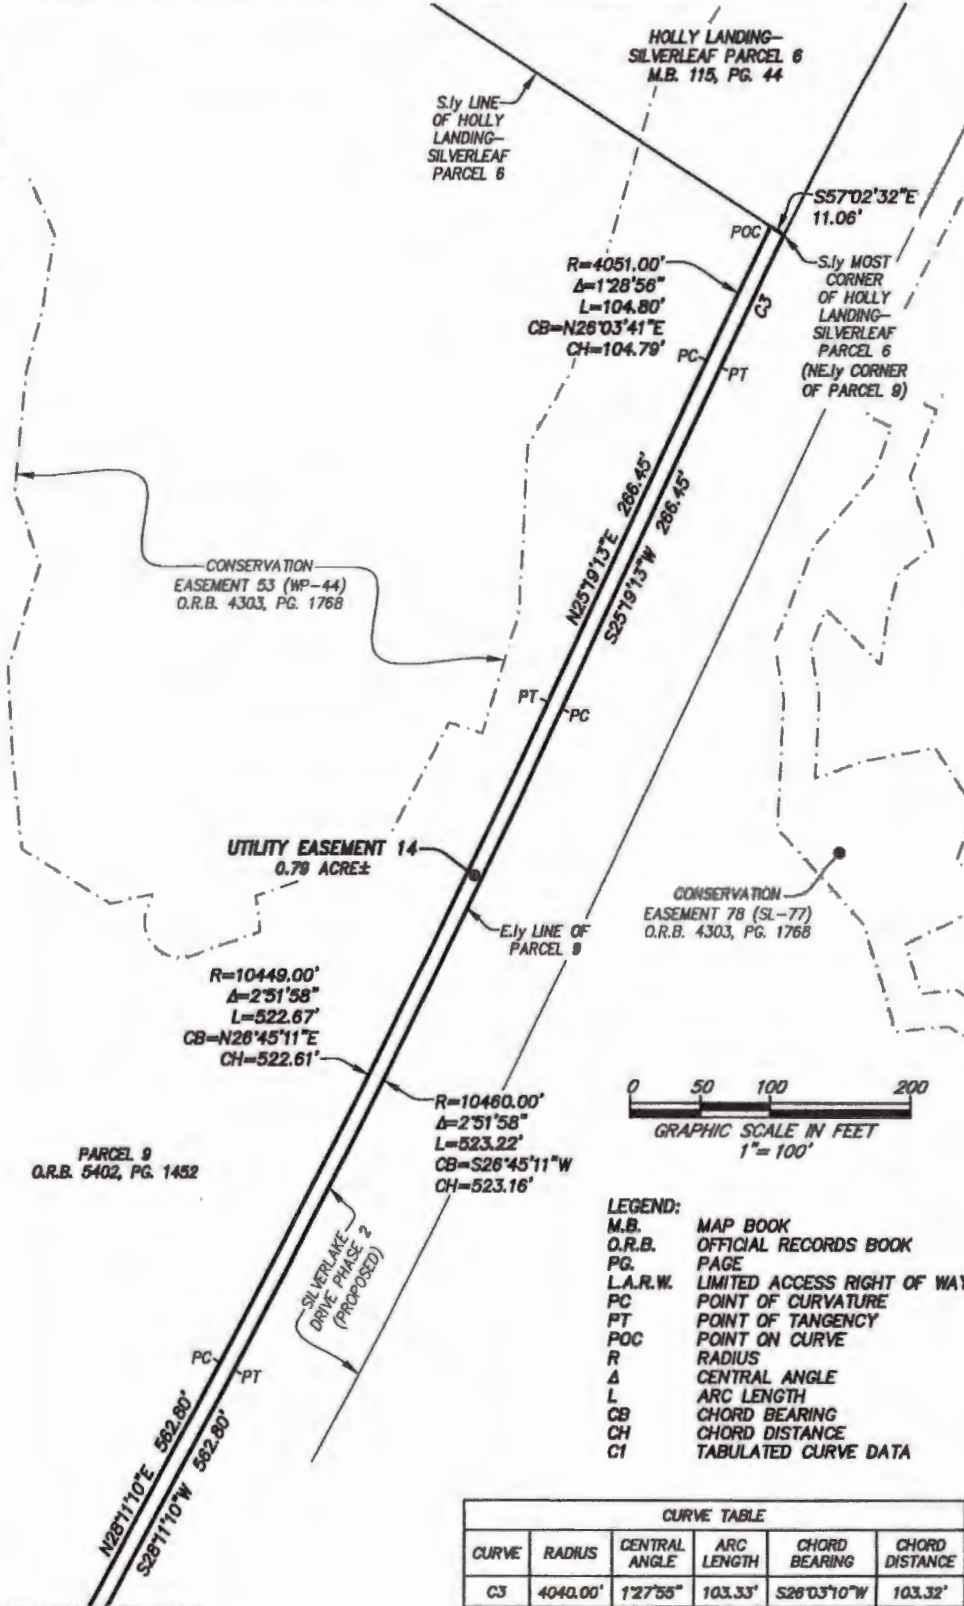 HOLLY LANDING-
SILVERLEAF PARCEL 6
M.B. 115, PG. 44
S.ly LINE
OF HOLLY
LANDING-
SILVERLEAF
PARCEL 6
S57°02'32"E
11.06'
POC
R=4051.00'
Δ=1°28'56"
L=104.80'
CB=N26°03'41"E
CH=104.79'
C3
S.ly MOST
CORNER
OF HOLLY
LANDING-
SILVERLEAF
PARCEL 6
(NE.ly CORNER
OF PARCEL 9)
PC
PT
N25°19'13"E 266.45'
S25°19'13"W 266.45'
CONSERVATION
EASEMENT 53 (WP-44)
O.R.B. 4303, PG. 1768
PT
PC
UTILITY EASEMENT 14
0.79 ACRE±
CONSERVATION
EASEMENT 78 (SL-77)
O.R.B. 4303, PG. 1768
E.ly LINE OF
PARCEL 9
R=10449.00'
Δ=2°51'58"
L=522.67'
CB=N26°45'11"E
CH=522.61'
R=10460.00'
Δ=2°51'58"
L=523.22'
CB=S26°45'11"W
CH=523.16'
0 50 100 200
GRAPHIC SCALE IN FEET
1"= 100'
PARCEL 9
O.R.B. 5402, PG. 1452
SILVERLAKE
DRIVE PHASE 2
(PROPOSED)
LEGEND:
M.B. MAP BOOK
O.R.B. OFFICIAL RECORDS BOOK
PG. PAGE
L.A.R.W. LIMITED ACCESS RIGHT OF WAY
PC POINT OF CURVATURE
PT POINT OF TANGENCY
POC POINT ON CURVE
R RADIUS
Δ CENTRAL ANGLE
L ARC LENGTH
CB CHORD BEARING
CH CHORD DISTANCE
C1 TABULATED CURVE DATA
PC
PT
N28°11'10"E 562.80'
S28°11'10"W 562.80'
CURVE TABLE
CURVE RADIUS CENTRAL ANGLE ARC LENGTH CHORD BEARING CHORD DISTANCE
C3 4040.00' 1°27'55" 103.33' S26°03'10"W 103.32'